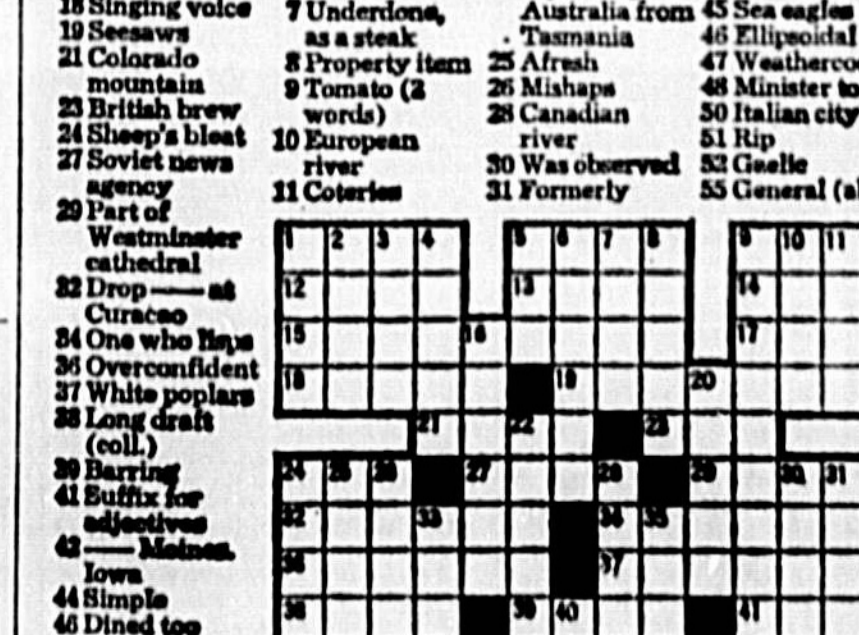 18 Singing voice
19 Seesaws
21 Colorado
mountain
23 British brew
24 Sheep's bleat
27 Soviet news
agency
29 Part of
Westminster
cathedral
32 Drop — at
Curacao
34 One who lisps
36 Overconfident
37 White poplars
38 Long draft
(coll.)
39 Barring
41 Suffix for
adjectives
42 — Moines,
Iowa
44 Simple
46 Dined too
7 Underdone,
as a steak
8 Property item
9 Tomato (2
words)
10 European
river
11 Coteries
Australia from
Tasmania
25 Afresh
26 Mishaps
28 Canadian
river
30 Was observed
31 Formerly
45 Sea eagles
46 Ellipsoidal
47 Weathercoc
48 Minister to
50 Italian city
51 Rip
52 Gaelic
55 General (a
1 2 3 4 5 6 7 8 9 10 11
12 13 14
15 16 17
18 19 20
21 22 23
24 25 26 27 28 29 30 31
32 33 34 35
36 37
38 39 40 41